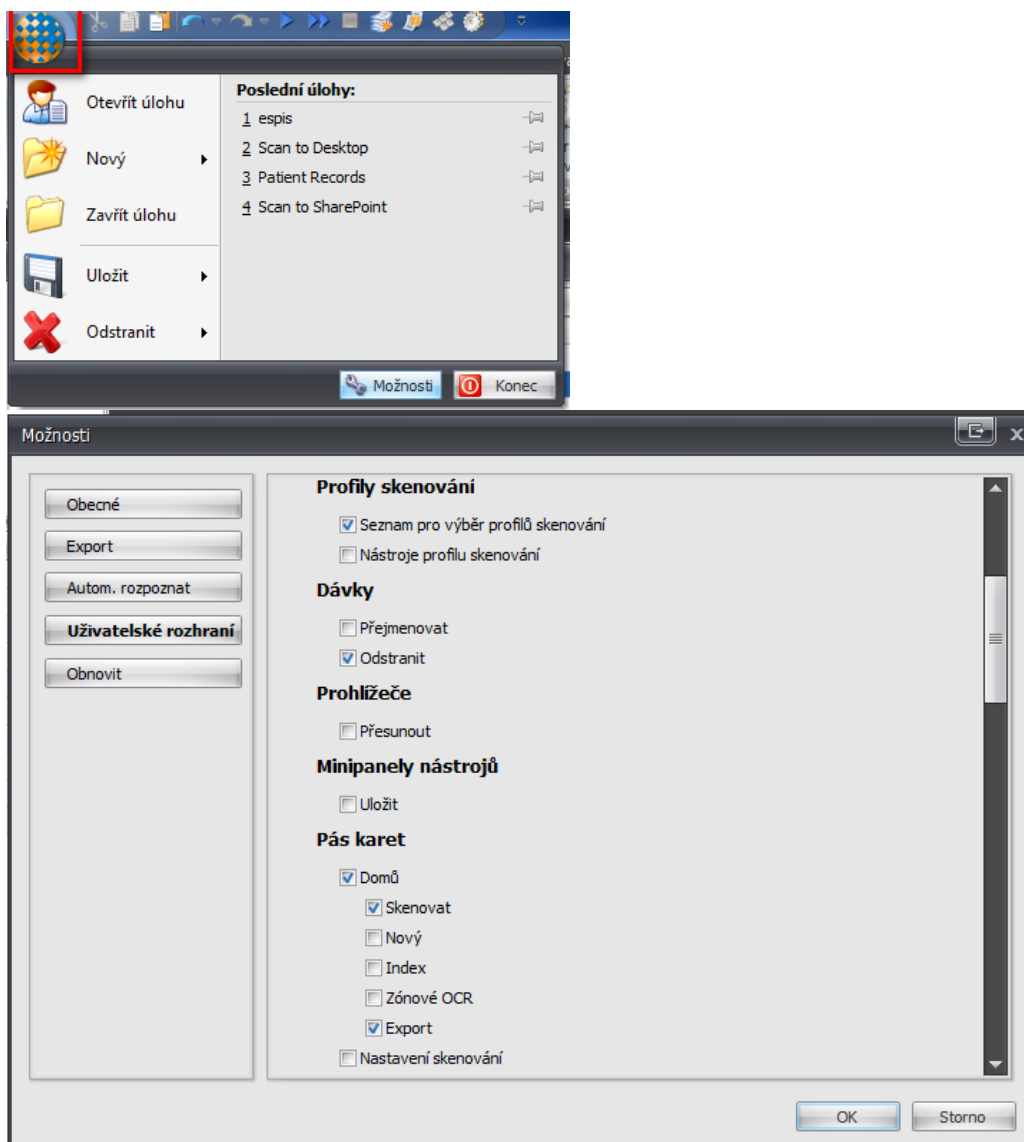 Otevřít úlohu
Nový
Zavřít úlohu
Uložit
Odstranit
Poslední úlohy:
1 espis
2 Scan to Desktop
3 Patient Records
4 Scan to SharePoint
Možnosti
Konec
Možnosti
Obecné
Export
Autom. rozpoznat
Uživatelské rozhraní
Obnovit
Profily skenování
Seznam pro výběr profilů skenování
Nástroje profilu skenování
Dávky
Přejmenovat
Odstranit
Prohlížeče
Přesunout
Minipanely nástrojů
Uložit
Pás karet
Domů
Skenovat
Nový
Index
Zónové OCR
Export
Nastavení skenování
OK
Storno